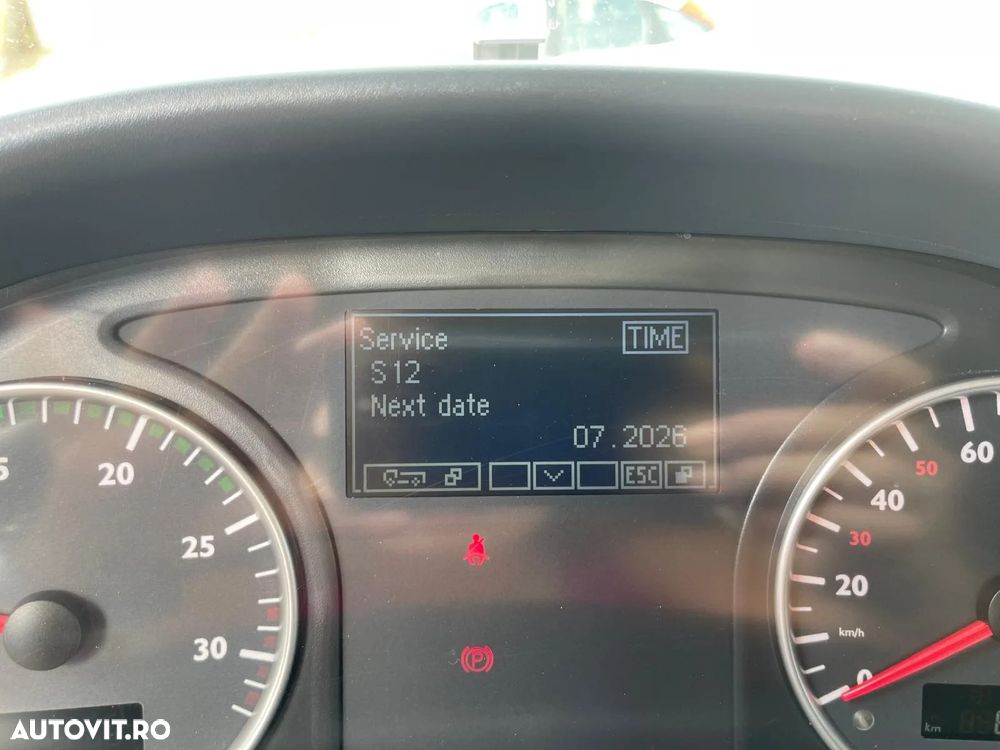 Service TIME
S12
Next date
07.2026
ESC
5
20
25
30
60
50
40
30
20
km/h
0
km
P
AUTOVIT.RO